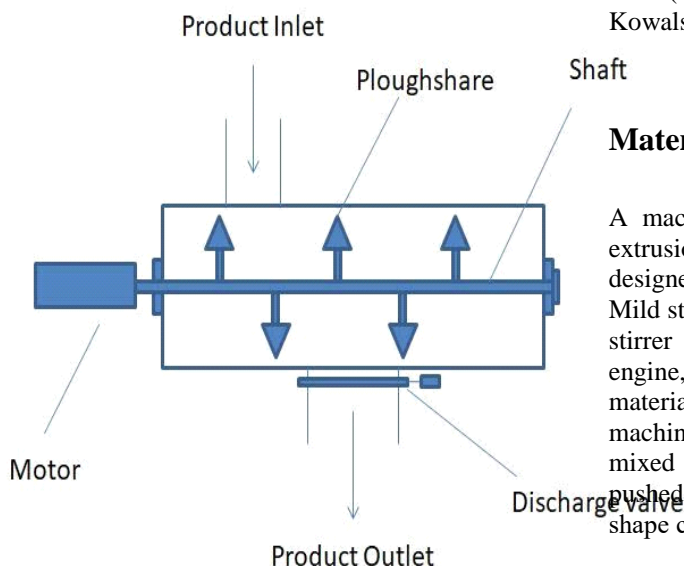 Product Inlet
Ploughshare
Shaft
Motor
Discharge valve
Product Outlet
Kowals
Mater
A mac
extrusio
designe
Mild st
stirrer
engine,
materia
machin
mixed
pushed
shape c